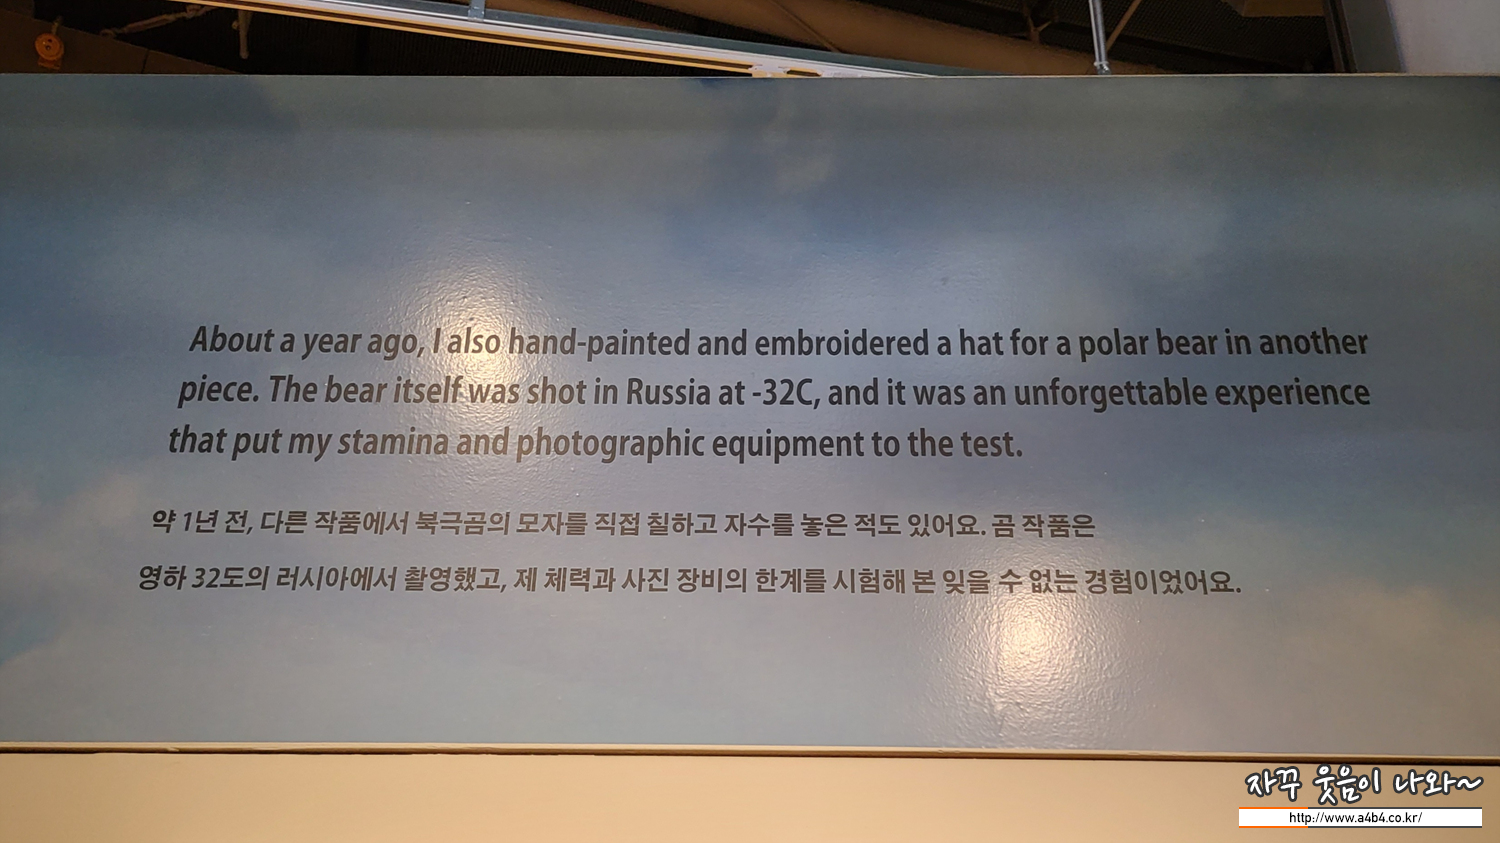 About a year ago, I also hand-painted and embroidered a hat for a polar bear in another
piece. The bear itself was shot in Russia at -32C, and it was an unforgettable experience
that put my stamina and photographic equipment to the test.
약 1년 전, 다른 작품에서 북극곰의 모자를 직접 칠하고 자수를 놓은 적도 있어요. 곰 작품은
영하 32도의 러시아에서 촬영했고, 제 체력과 사진 장비의 한계를 시험해 본 잊을 수 없는 경험이었어요.
자꾸 웃음이 나와~
http://www.a4b4.co.kr/